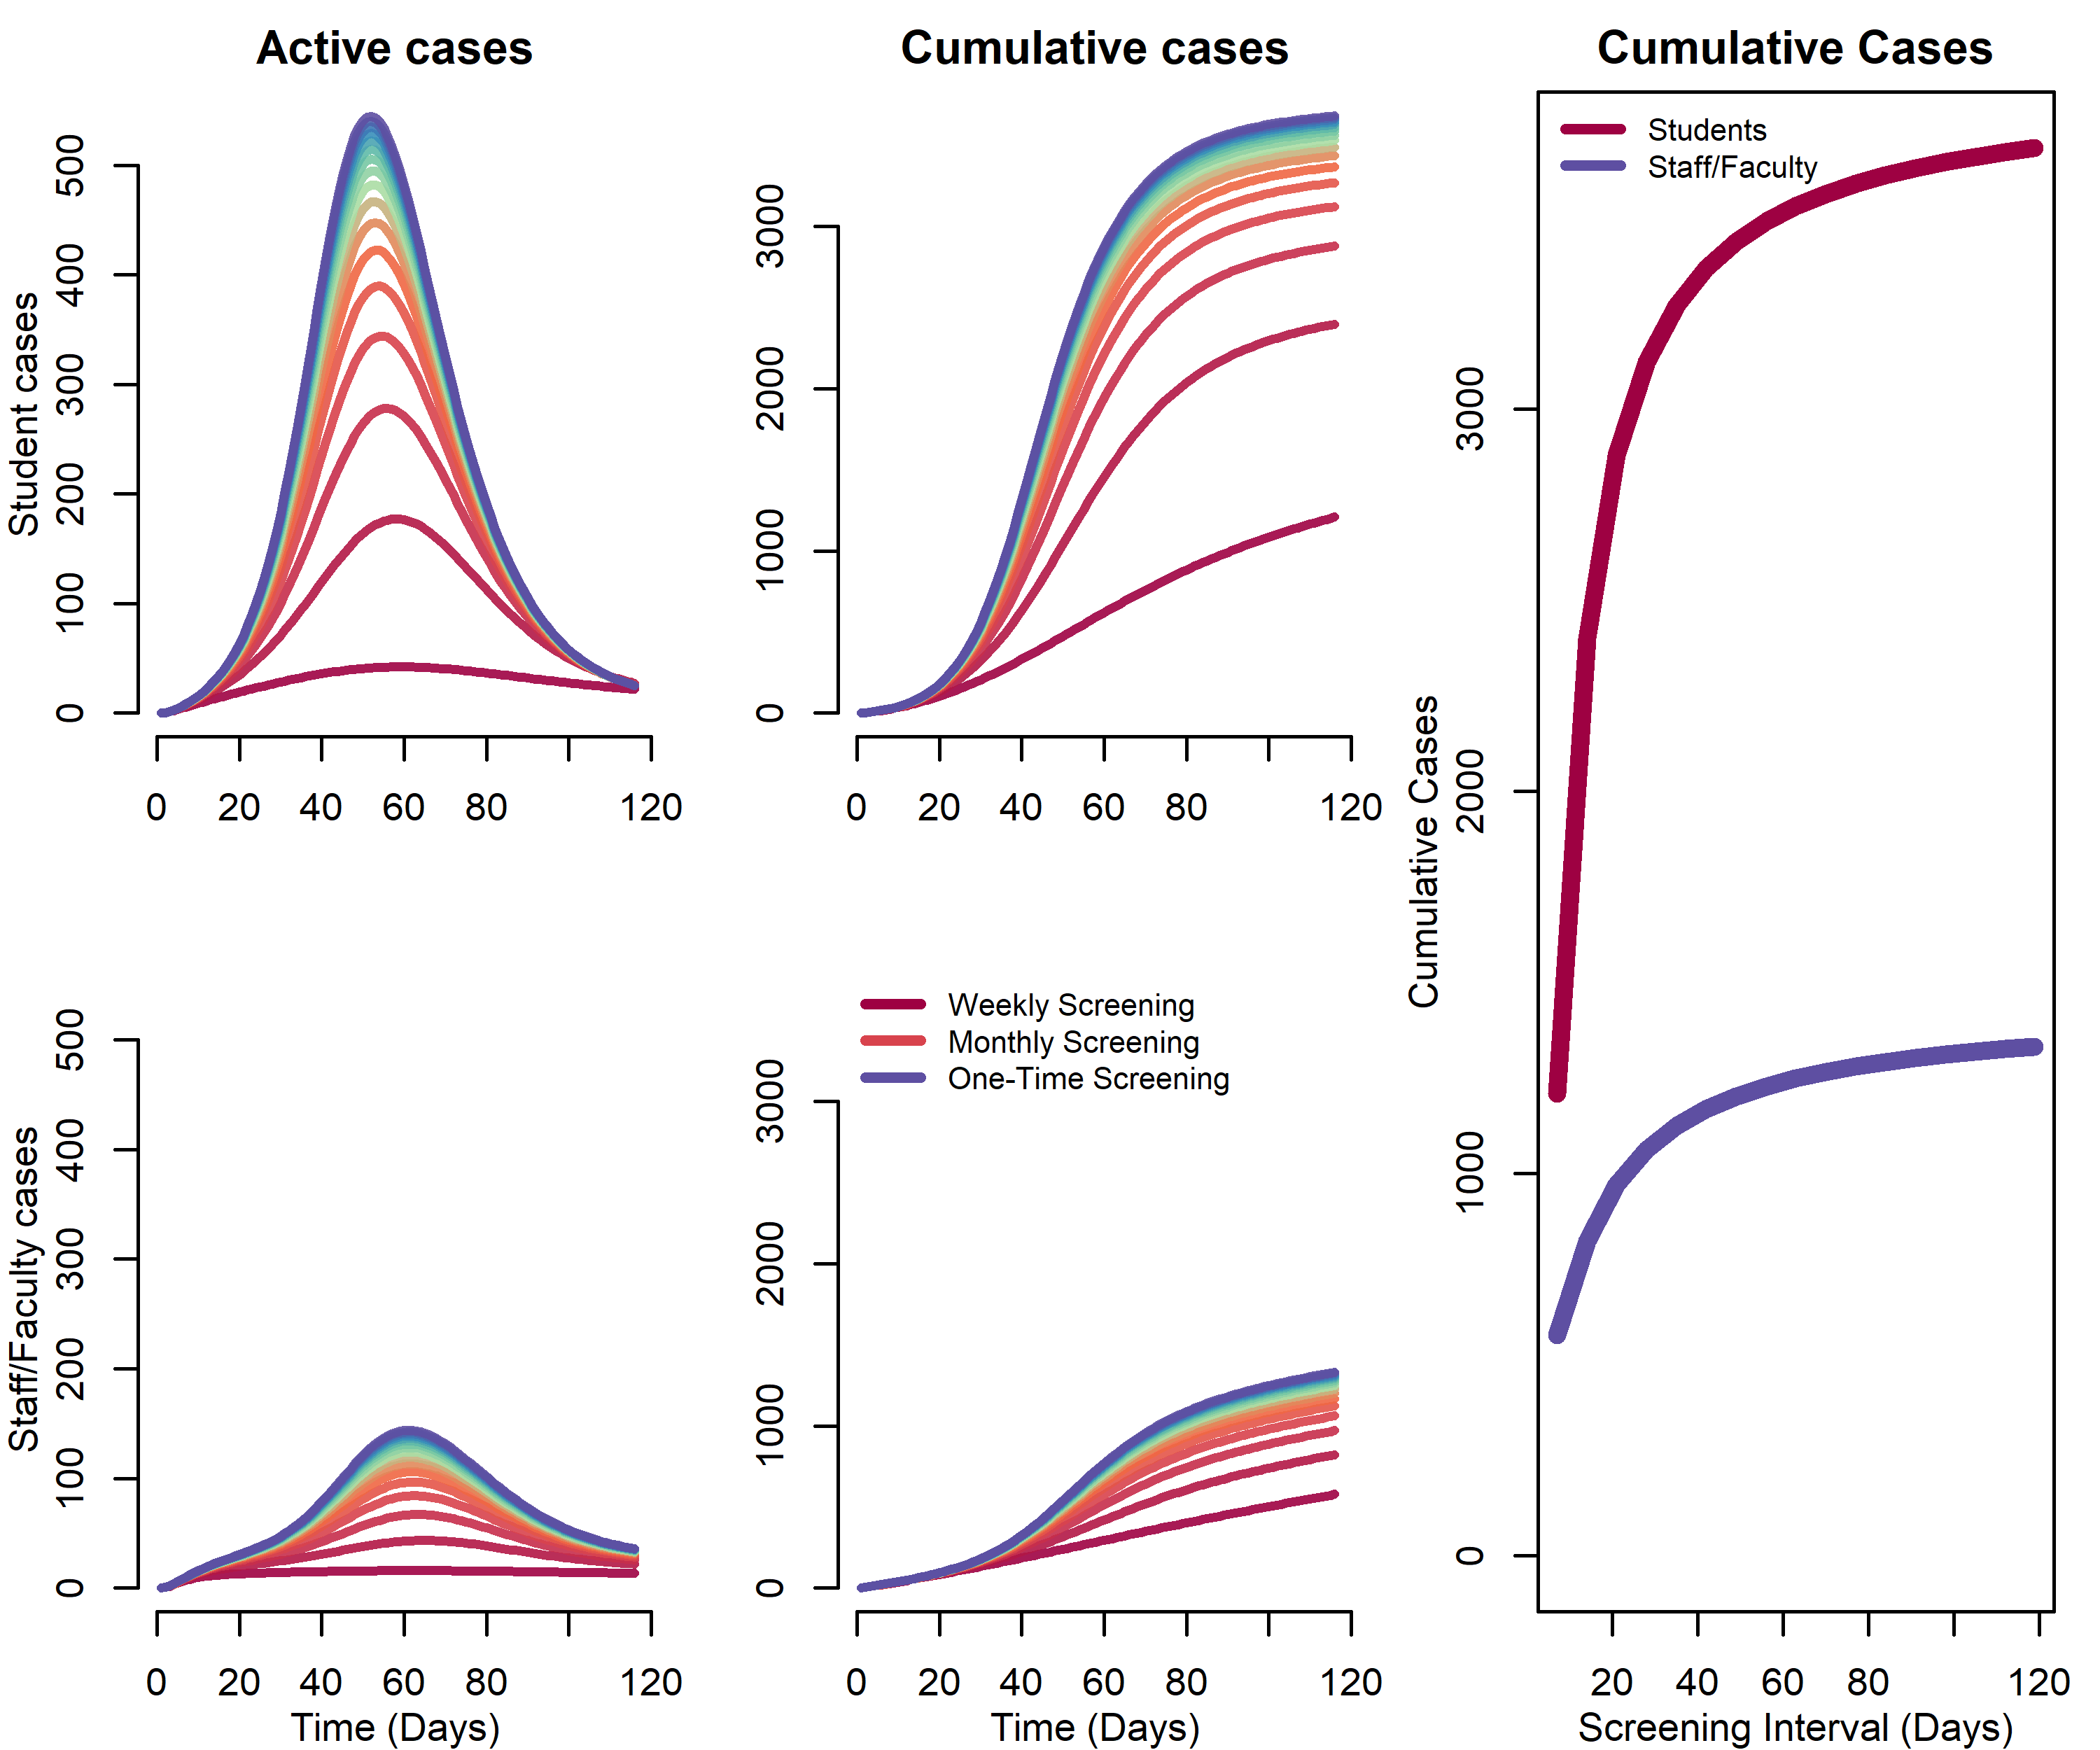 Active cases
Cumulative cases
Cumulative Cases
Student cases
500
400
300
200
100
0
0 20 40 60 80 120
3000
2000
1000
0
0 20 40 60 80 120
Staff/Faculty cases
500
400
300
200
100
0
0 20 40 60 80 120
Time (Days)
Weekly Screening
Monthly Screening
One-Time Screening
3000
2000
1000
0
0 20 40 60 80 120
Time (Days)
Students
Staff/Faculty
Cumulative Cases
3000
2000
1000
0
20 40 60 80 120
Screening Interval (Days)